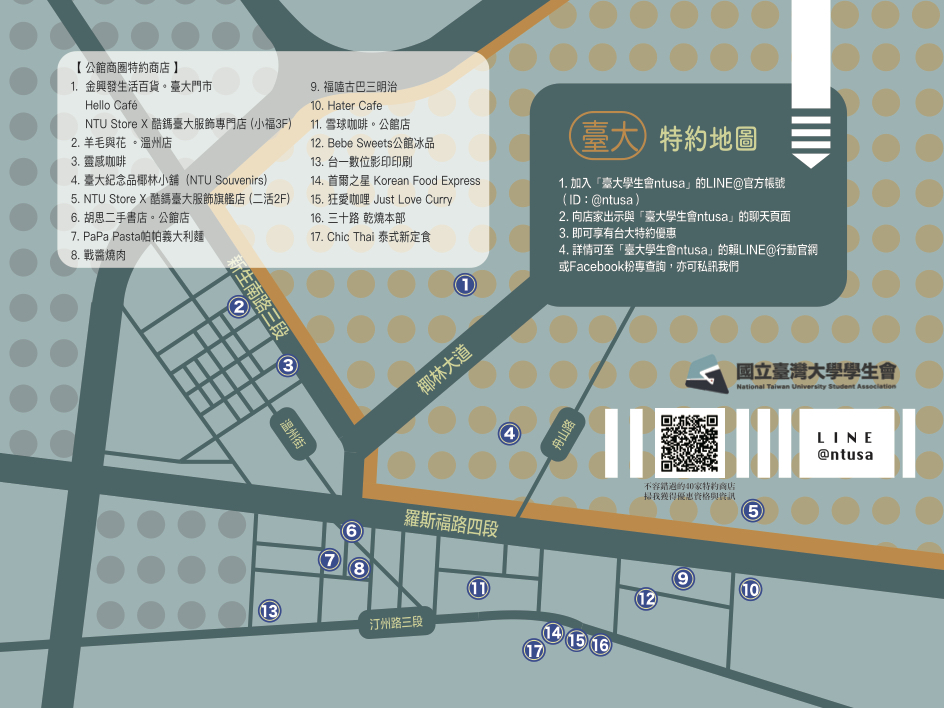 【 公館商圈特約商店 】
1. 金興發生活百貨。臺大門市
Hello Café
NTU Store X 酷鎷臺大服飾專門店 (小福3F)
2. 羊毛與花 。溫州店
3. 靈感咖啡
4. 臺大紀念品椰林小舖（NTU Souvenirs）
5. NTU Store X 酷鎷臺大服飾旗艦店 (二活2F)
6. 胡思二手書店。公館店
7. PaPa Pasta帕帕義大利麵
8. 戰醬燒肉
9. 福嗑古巴三明治
10. Hater Cafe
11. 雪球咖啡。公館店
12. Bebe Sweets公館冰品
13. 台一數位影印印刷
14. 首爾之星 Korean Food Express
15. 狂愛咖哩 Just Love Curry
16. 三十路 乾燒本部
17. Chic Thai 泰式新定食
臺大 特約地圖
1. 加入「臺大學生會ntusa」的LINE@官方帳號
（ID：@ntusa）
2. 向店家出示與「臺大學生會ntusa」的聊天頁面
3. 即可享有台大特約優惠
4. 詳情可至「臺大學生會ntusa」的賴LINE@行動官網
或Facebook粉專查詢，亦可私訊我們
新生南路三段
1
2
3
椰林大道
國立臺灣大學學生會
National Taiwan University Student Association
溫州街
4
舟山路
LINE
@ntusa
不容錯過的40家特約商店
掃我獲得優惠資格與資訊
5
羅斯福路四段
6
7
8
9
10
11
12
13
汀州路三段
14
15
16
17